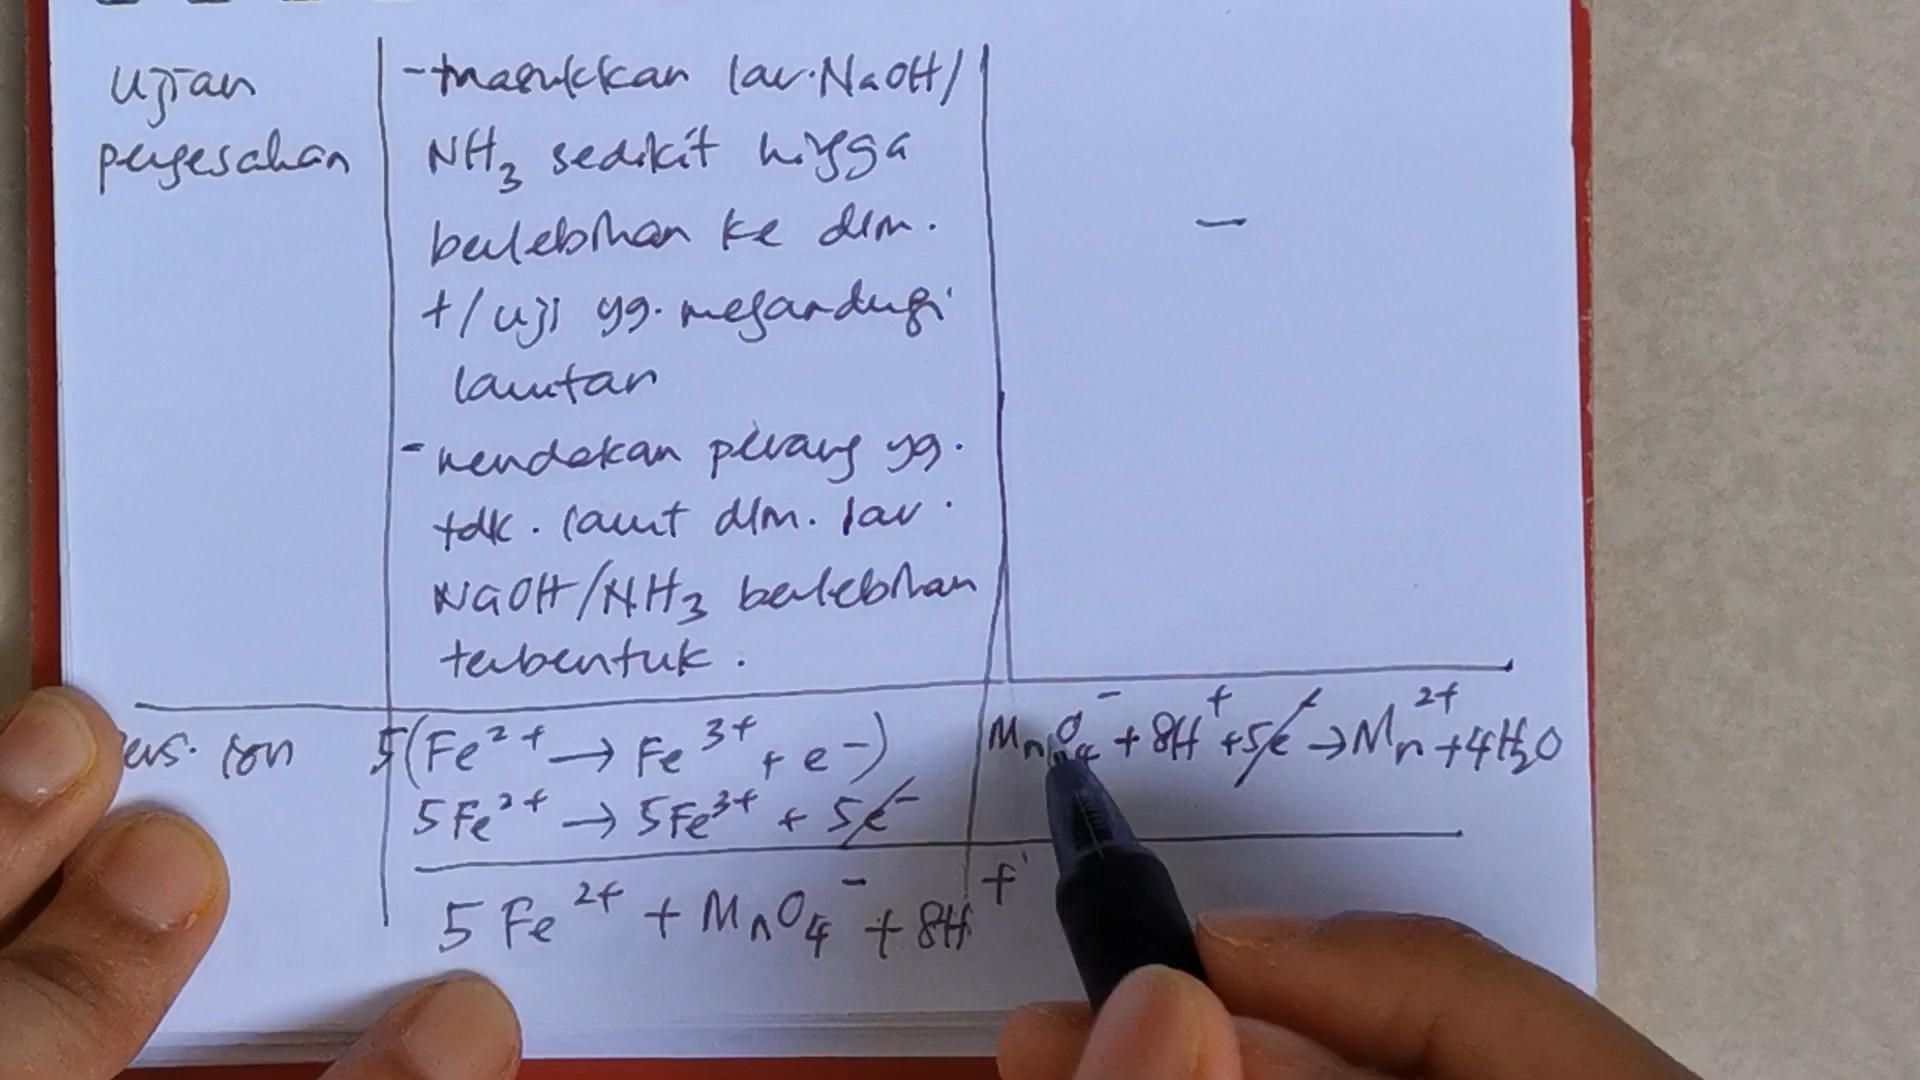 Ujian
pengesahan
-masukkan lar. NaOH/
NH3 sedikit hingga
berlebihan ke dlm.
t/uji yg. mengandungi
larutan
-mendakan perang yg.
tdk. larut dlm. lar.
NaOH/NH3 berlebihan
terbentuk.
-
Pers. ion
5(Fe²⁺ → Fe³⁺ + e⁻)
5Fe²⁺ → 5Fe³⁺ + 5e⁻
MnO4⁻ + 8H⁺ + 5e⁻ → Mn²⁺ + 4H2O
5Fe²⁺ + MnO4⁻ + 8H⁺